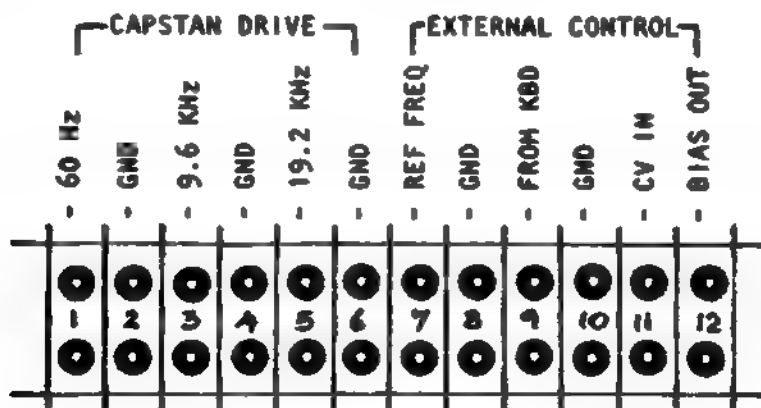 CAPSTAN DRIVE EXTERNAL CONTROL
- 60 Hz
- GND
- 9.6 KHz
- GND
- 19.2 KHz
- GND
- REF FREQ
- GND
- FROM KBD
- GND
- CV IN
- BIAS OUT
1 2 3 4 5 6 7 8 9 10 11 12